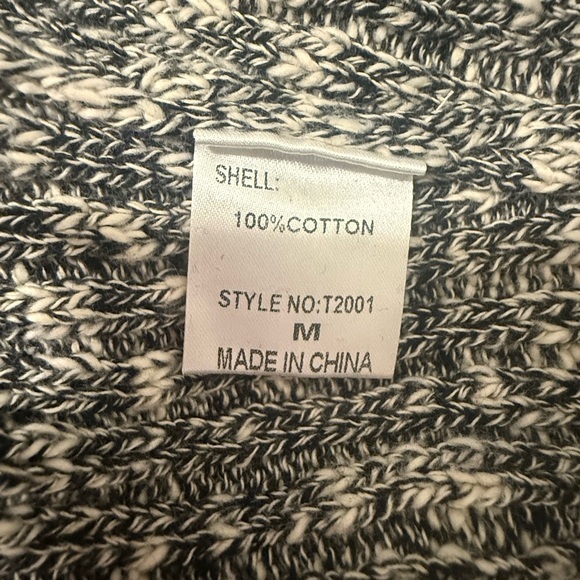 SHELL:
100%COTTON
STYLE NO:T2001
M
MADE IN CHINA